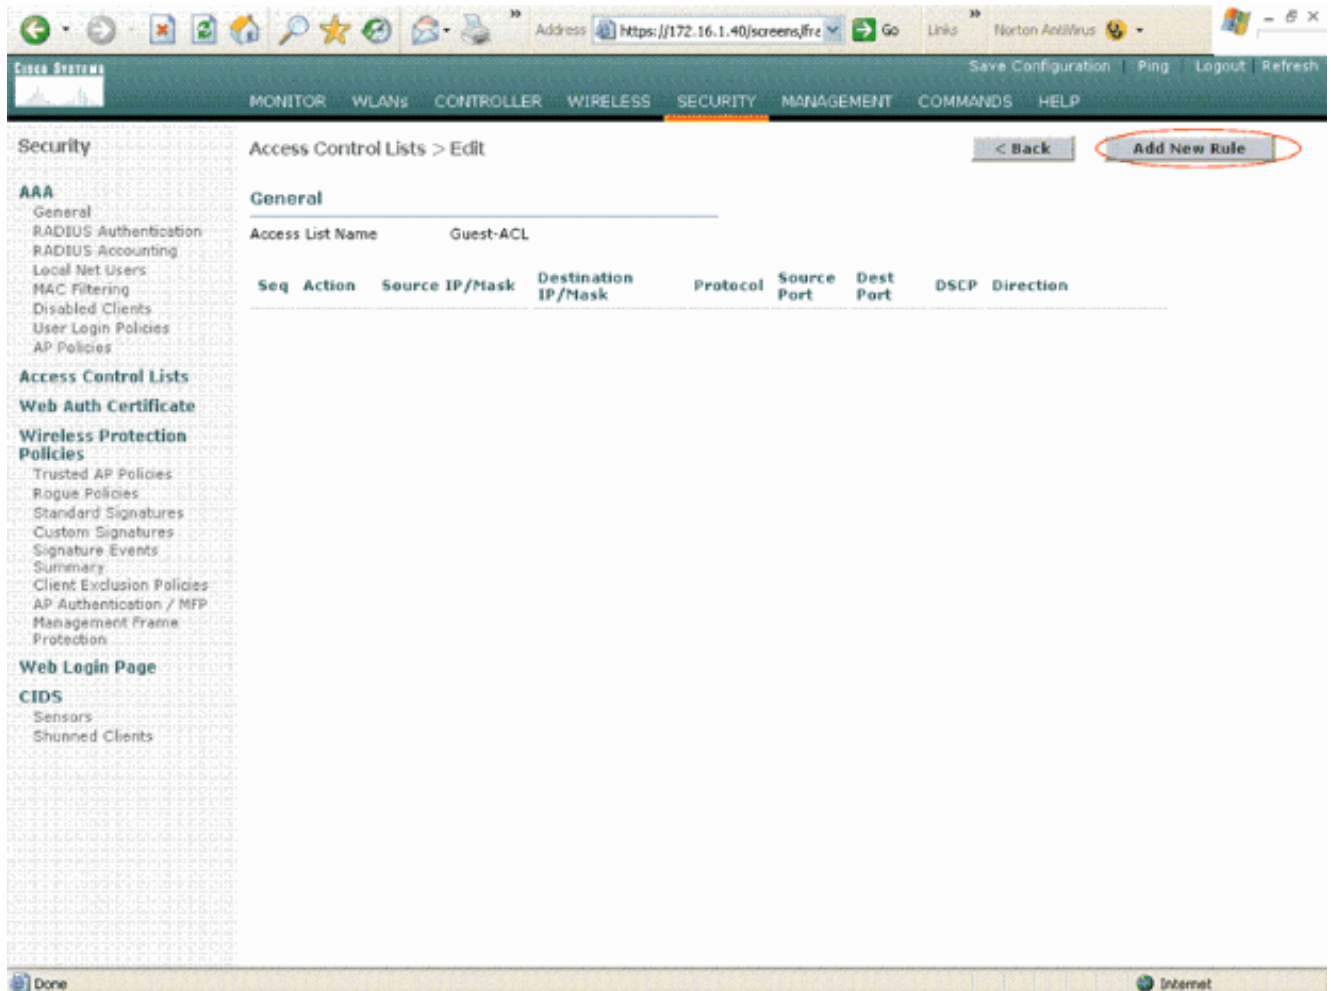 Address https://172.16.1.40/screens/fra Go Links Norton AntiVirus
CISCO SYSTEMS
Save Configuration Ping Logout Refresh
MONITOR WLANs CONTROLLER WIRELESS SECURITY MANAGEMENT COMMANDS HELP
Security
Access Control Lists > Edit
< Back
Add New Rule
AAA
General
RADIUS Authentication
RADIUS Accounting
Local Net Users
MAC Filtering
Disabled Clients
User Login Policies
AP Policies
Access Control Lists
Web Auth Certificate
Wireless Protection
Policies
Trusted AP Policies
Rogue Policies
Standard Signatures
Custom Signatures
Signature Events
Summary
Client Exclusion Policies
AP Authentication / MFP
Management Frame
Protection
Web Login Page
CIDS
Sensors
Shunned Clients
General
Access List Name Guest-ACL
Seq Action Source IP/Mask Destination IP/Mask Protocol Source Port Dest Port DSCP Direction
Done Internet